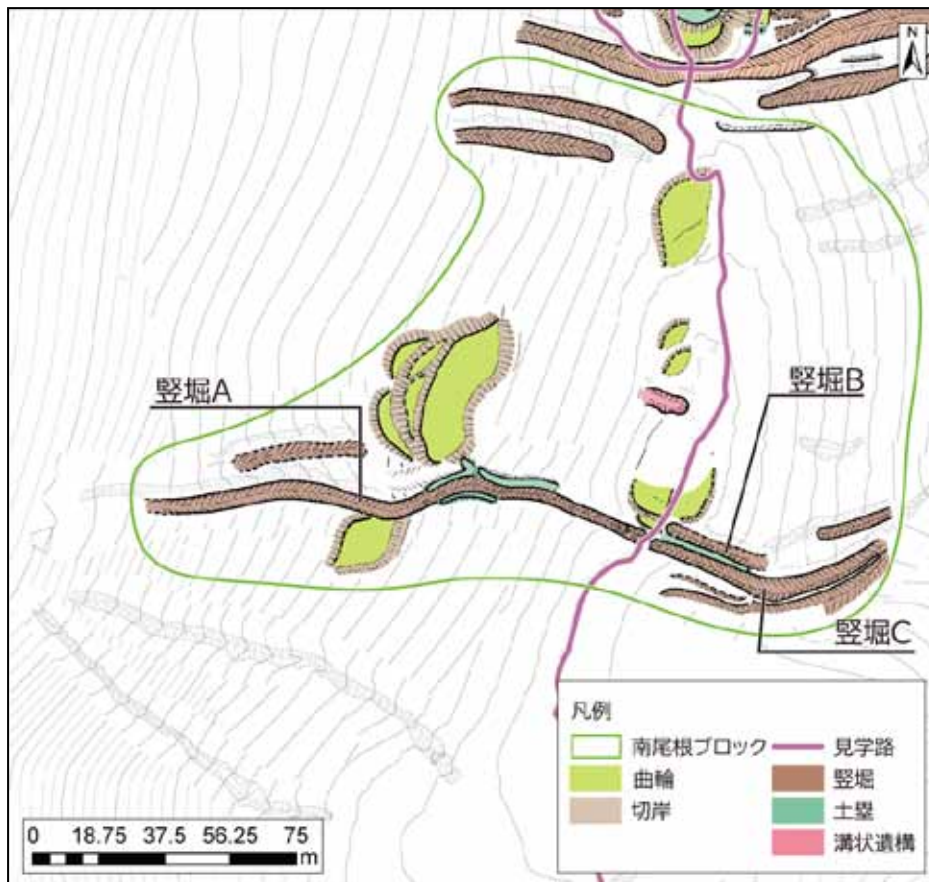 N
竪堀A
竪堀B
竪堀C
凡例
南尾根ブロック
見学路
曲輪
竪堀
切岸
土塁
溝状遺構
0 18.75 37.5 56.25 75
m